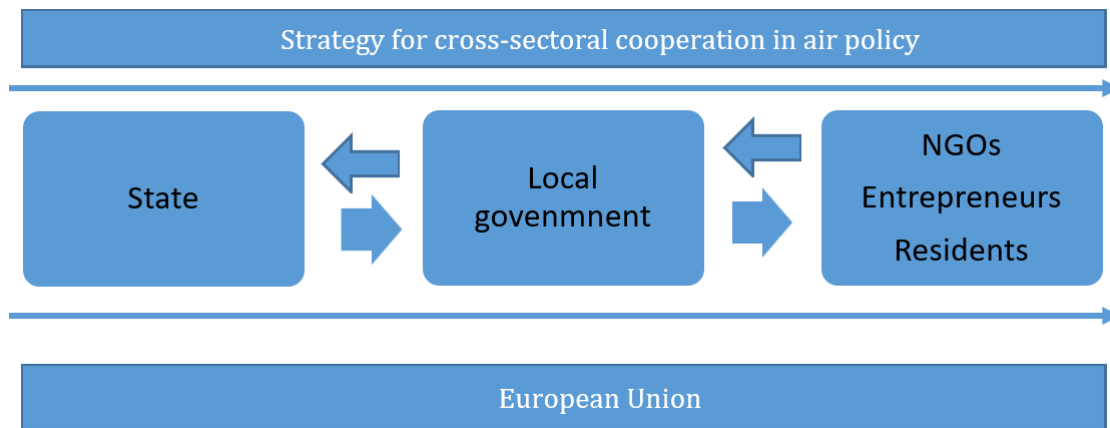 Strategy for cross-sectoral cooperation in air policy
State
Local
govenmnent
NGOs
Entrepreneurs
Residents
European Union